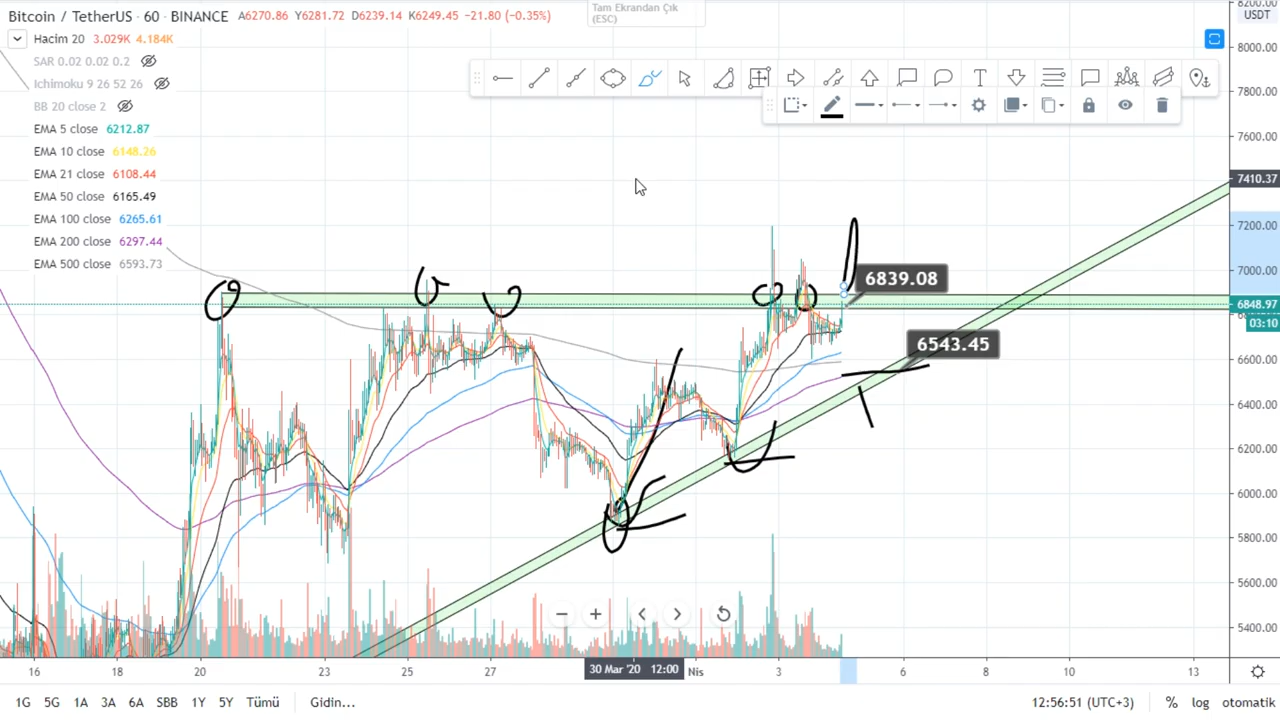 Bitcoin / TetherUS · 60 · BINANCE A6270.86 Y6281.72 D6239.14 K6249.45 -21.80 (-0.35%)
Tam Ekrandan Çık
(ESC)
USDT
Hacim 20 3.029K 4.184K
SAR 0.02 0.02 0.2
Ichimoku 9 26 52 26
BB 20 close 2
EMA 5 close 6212.87
EMA 10 close 6148.26
EMA 21 close 6108.44
EMA 50 close 6165.49
EMA 100 close 6265.61
EMA 200 close 6297.44
EMA 500 close 6593.73
8200.00
8000.00
7800.00
7600.00
7410.37
7200.00
7000.00
6848.97
03:10
6600.00
6400.00
6200.00
6000.00
5800.00
5600.00
5400.00
6839.08
6543.45
16 18 20 23 25 27 30 Mar '20 12:00 Nis 3 6 8 10 13
1G 5G 1A 3A 6A SBB 1Y 5Y Tümü Gidin... 12:56:51 (UTC+3) % log otomatik